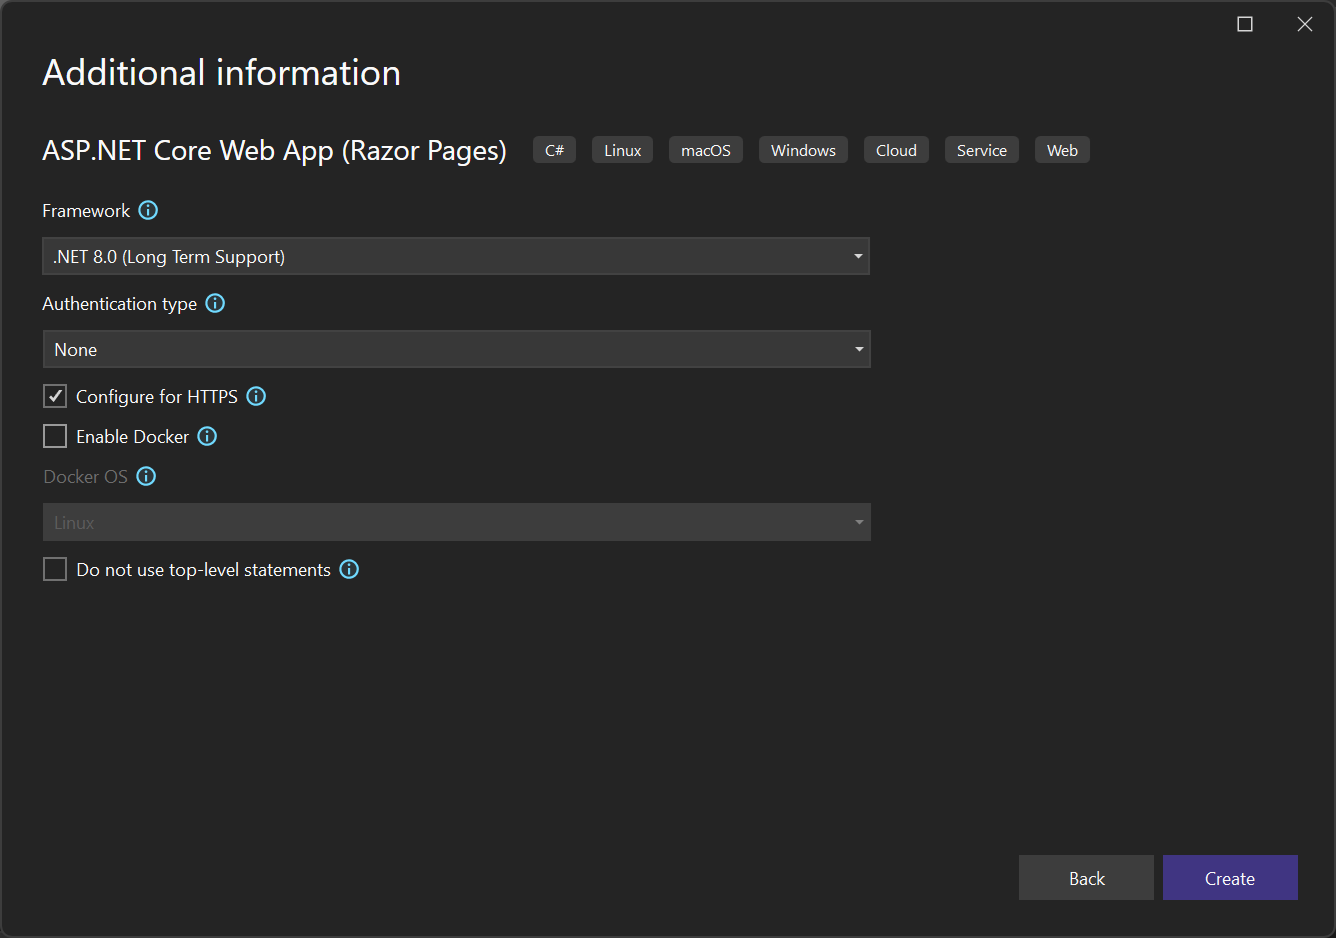 Additional information
ASP.NET Core Web App (Razor Pages) C# Linux macOS Windows Cloud Service Web
Framework
.NET 8.0 (Long Term Support)
Authentication type
None
Configure for HTTPS
Enable Docker
Docker OS
Linux
Do not use top-level statements
Back Create